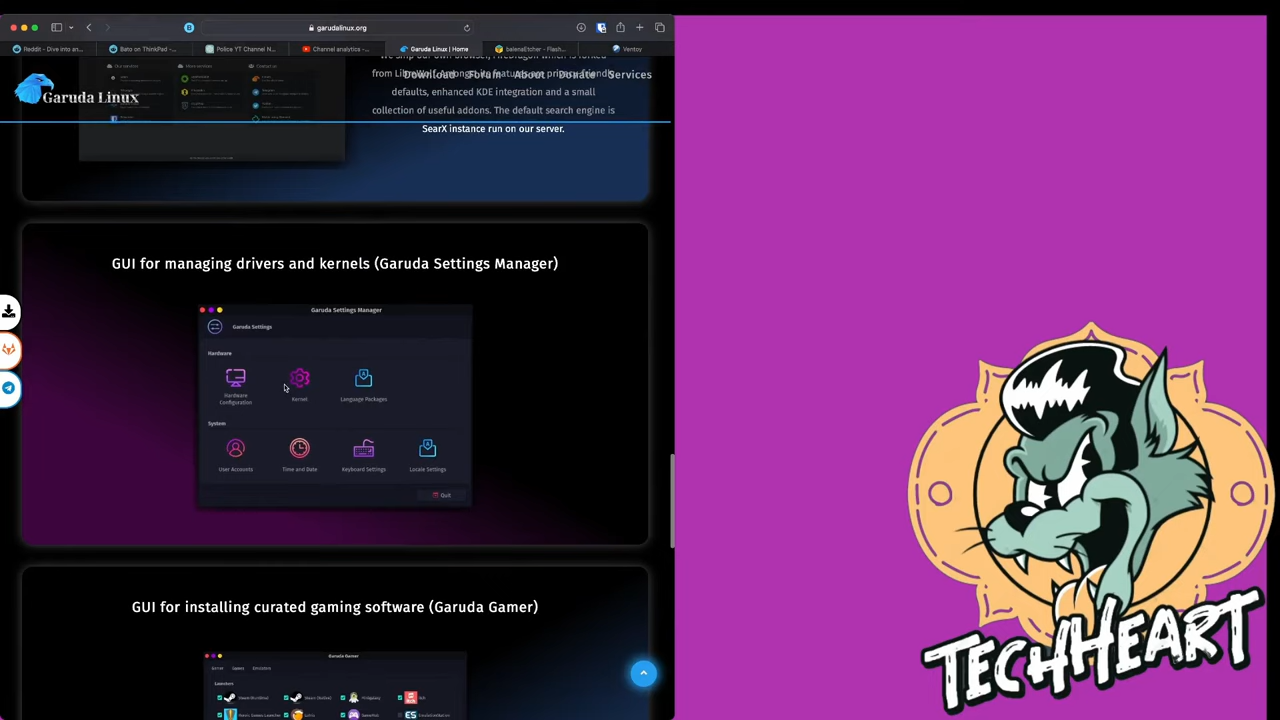 garudalinux.org
Reddit - Dive into an...
Bato on ThinkPad -...
Police YT Channel N...
Channel analytics -...
Garuda Linux | Home
balenaEtcher - Flash...
Ventoy
Garuda Linux
Download
Forum
About
Donate
Services
defaults, enhanced KDE integration and a small
collection of useful addons. The default search engine is
SearX instance run on our server.
GUI for managing drivers and kernels (Garuda Settings Manager)
Garuda Settings Manager
Garuda Settings
Hardware
Hardware
Configuration
Kernel
Language Packages
System
User Accounts
Time and Date
Keyboard Settings
Locale Settings
Quit
GUI for installing curated gaming software (Garuda Gamer)
Garuda Gamer
Games
Emulators
Launchers
TECHHEART